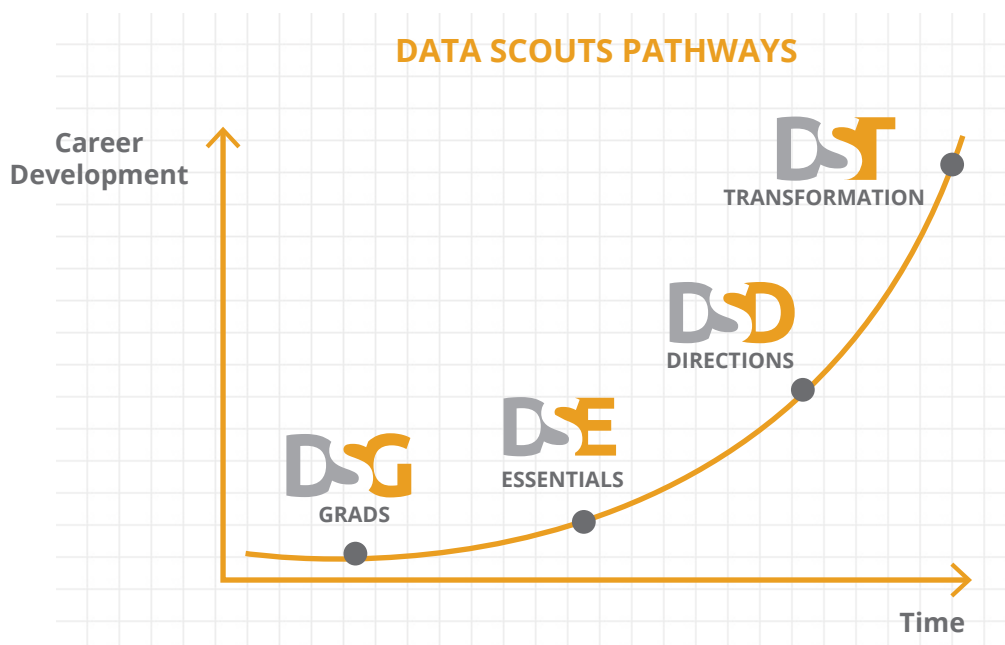 DATA SCOUTS PATHWAYS
Career
Development
DST
TRANSFORMATION
DSD
DIRECTIONS
DSE
ESSENTIALS
DSG
GRADS
Time